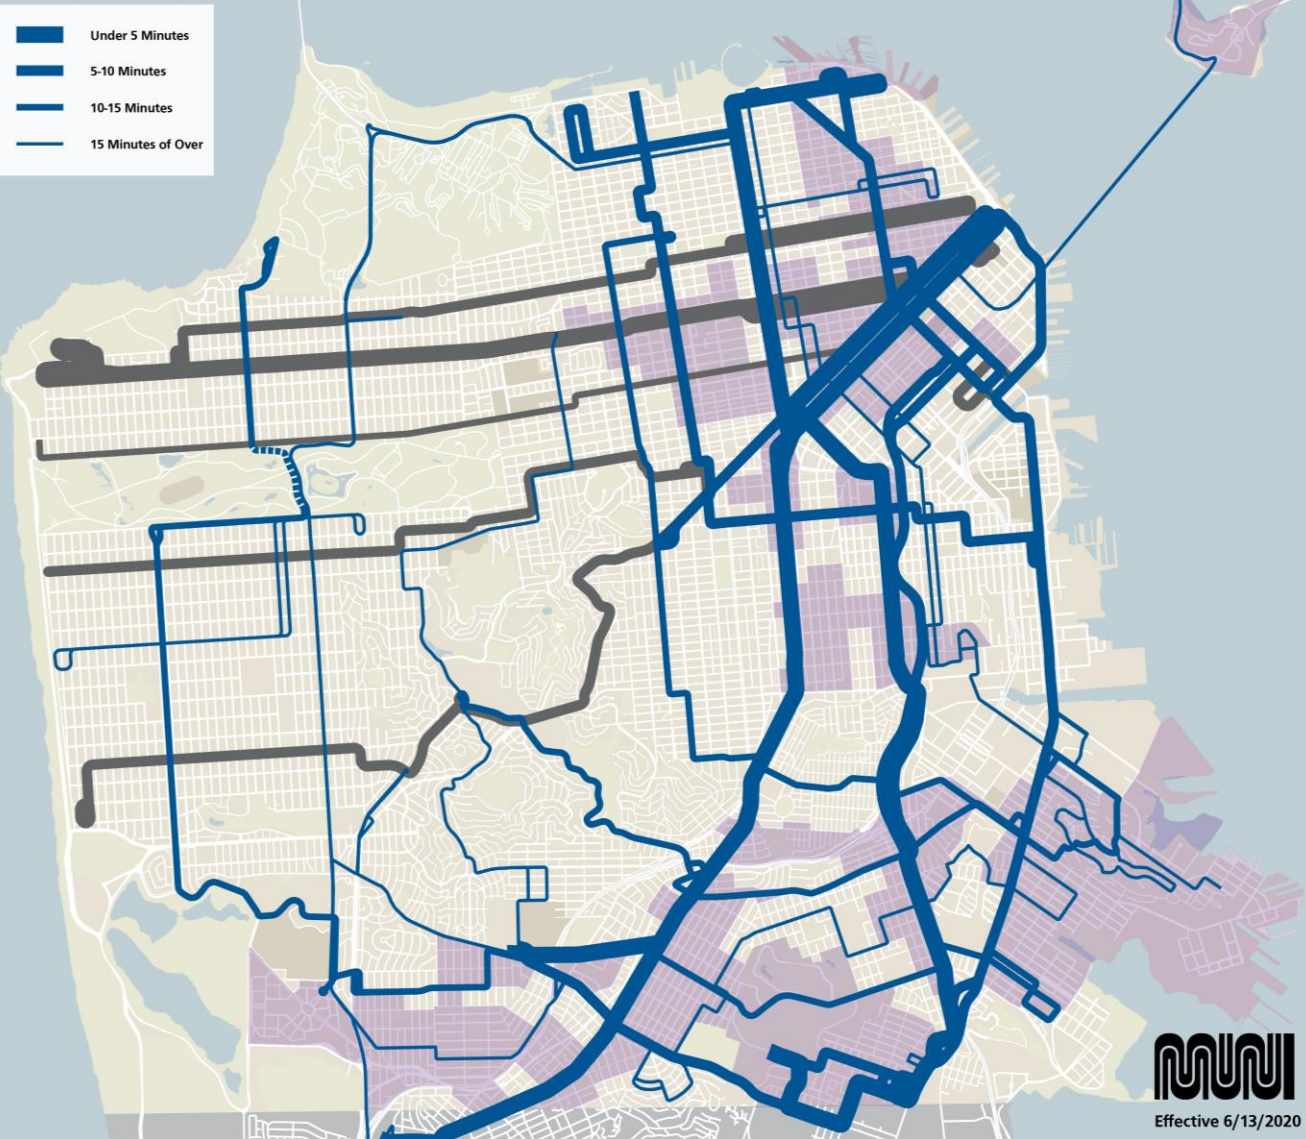 Under 5 Minutes
5-10 Minutes
10-15 Minutes
15 Minutes of Over
MUNI
Effective 6/13/2020